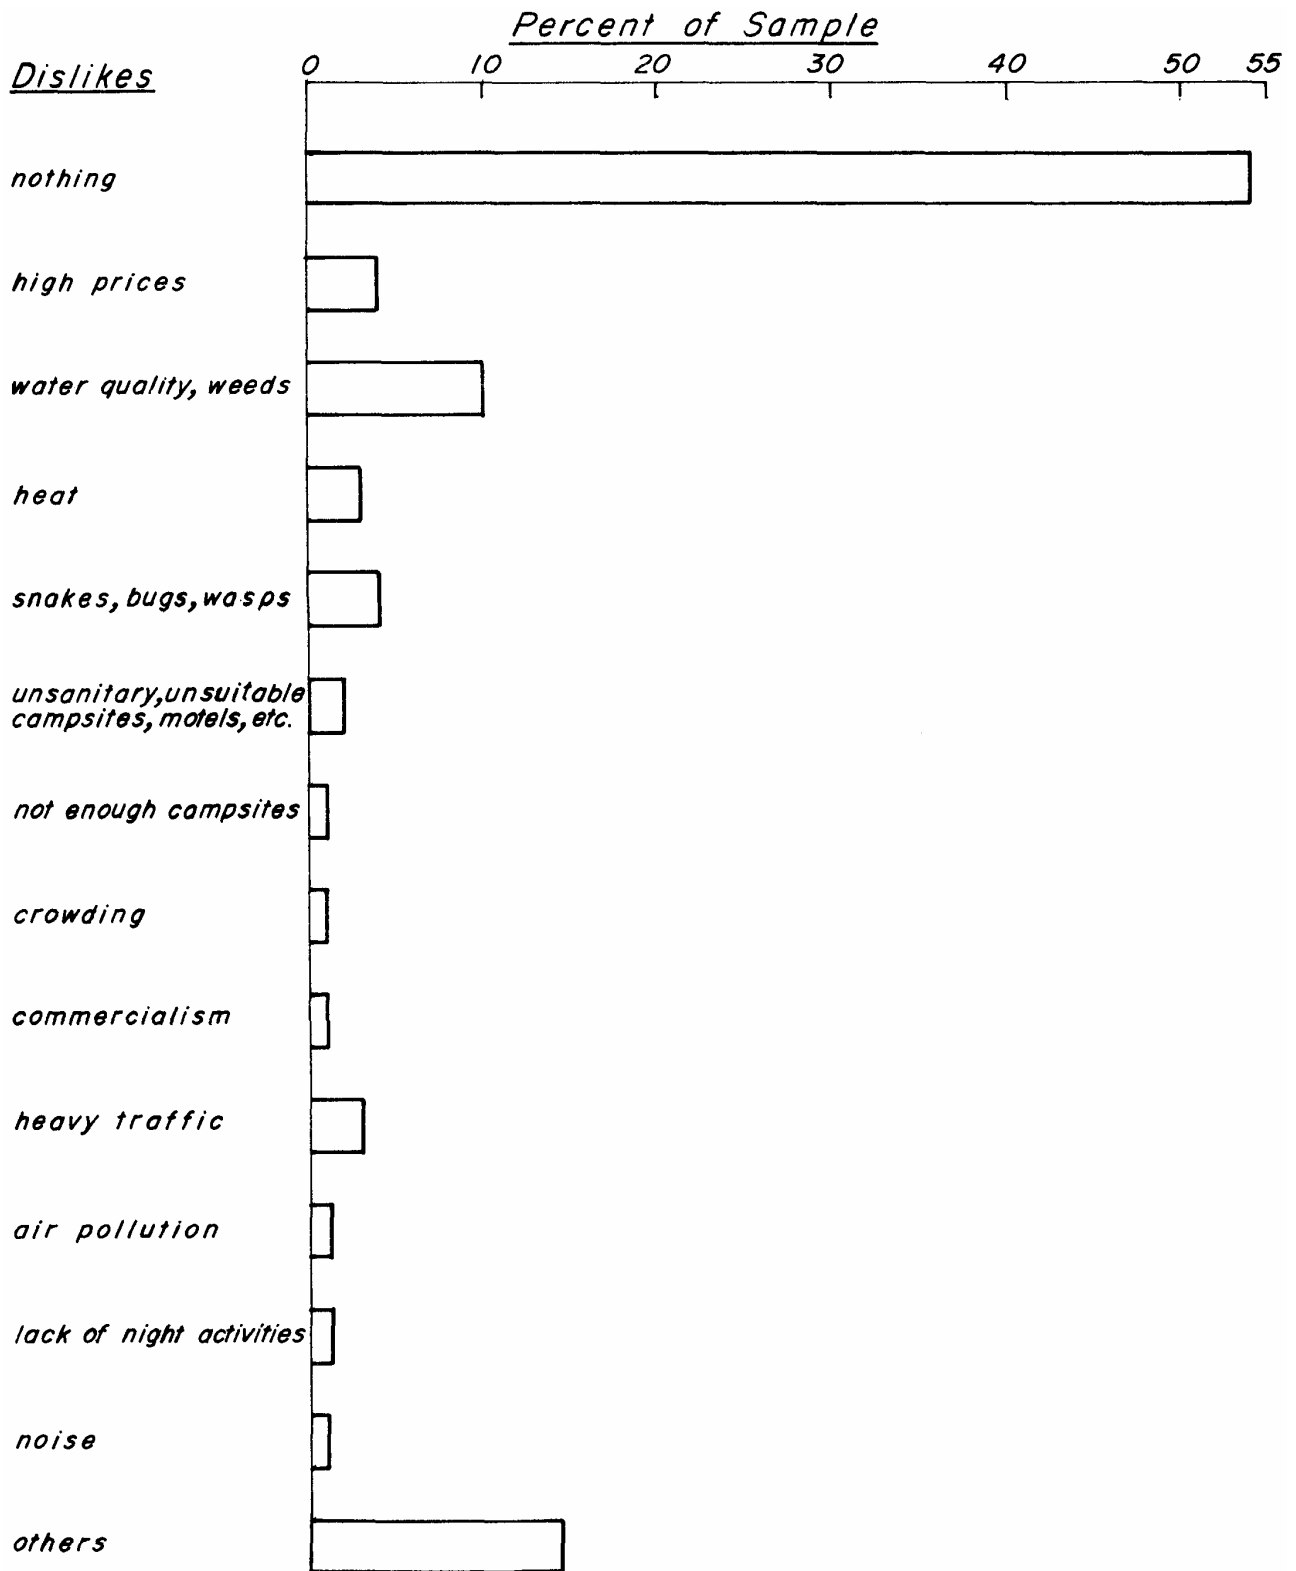 Percent of Sample
Dislikes
0 10 20 30 40 50 55
nothing
high prices
water quality, weeds
heat
snakes, bugs, wasps
unsanitary, unsuitable
campsites, motels, etc.
not enough campsites
crowding
commercialism
heavy traffic
air pollution
lack of night activities
noise
others